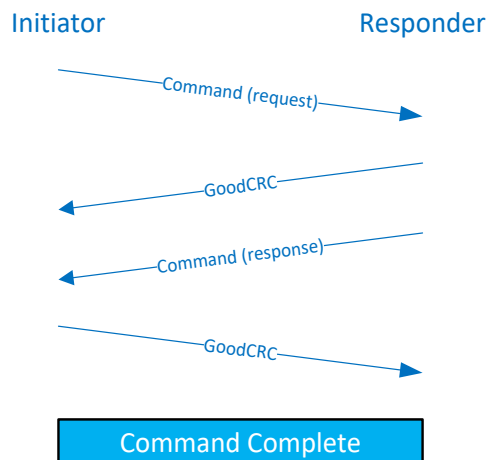 Initiator
Responder
Command (request)
GoodCRC
Command (response)
GoodCRC
Command Complete